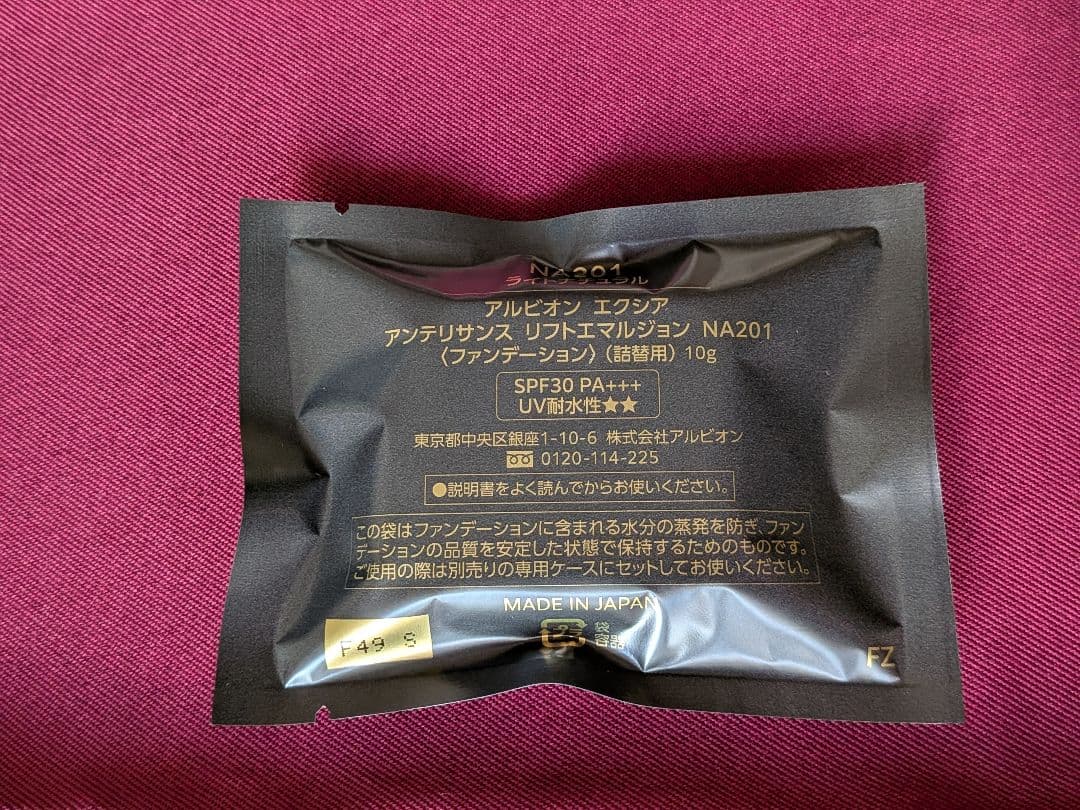 NA201
ライトナチュラル
アルビオン エクシア
アンテリサンス リフトエマルジョン NA201
〈ファンデーション〉(詰替用) 10g
SPF30 PA+++
UV耐水性★★
東京都中央区銀座1-10-6 株式会社アルビオン
0120-114-225
●説明書をよく読んでからお使いください。
この袋はファンデーションに含まれる水分の蒸発を防ぎ、ファン
デーションの品質を安定した状態で保持するためのものです。
ご使用の際は別売りの専用ケースにセットしてお使いください。
MADE IN JAPAN
F49 S
FZ